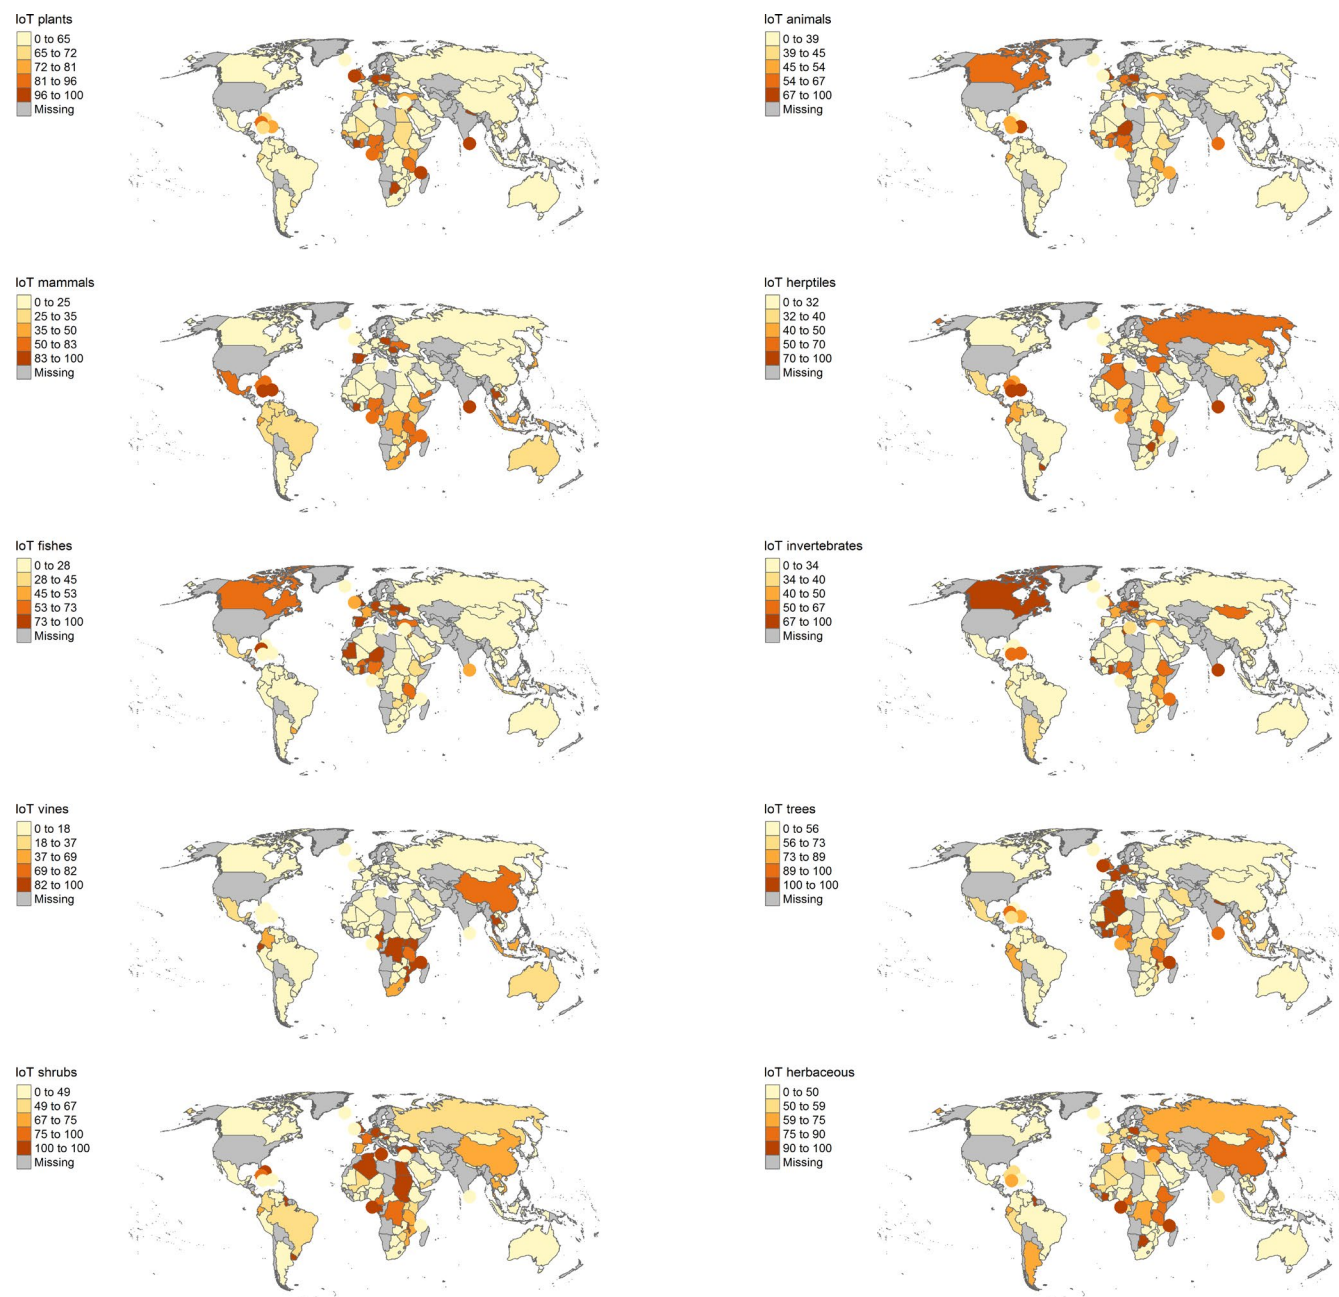 IoT plants
0 to 65
65 to 72
72 to 81
81 to 96
96 to 100
Missing
IoT animals
0 to 39
39 to 45
45 to 54
54 to 67
67 to 100
Missing
IoT mammals
0 to 25
25 to 35
35 to 50
50 to 83
83 to 100
Missing
IoT herptiles
0 to 32
32 to 40
40 to 50
50 to 70
70 to 100
Missing
IoT fishes
0 to 28
28 to 45
45 to 53
53 to 73
73 to 100
Missing
IoT invertebrates
0 to 34
34 to 40
40 to 50
50 to 67
67 to 100
Missing
IoT vines
0 to 18
18 to 37
37 to 69
69 to 82
82 to 100
Missing
IoT trees
0 to 56
56 to 73
73 to 89
89 to 100
100 to 100
Missing
IoT shrubs
0 to 49
49 to 67
67 to 75
75 to 100
100 to 100
Missing
IoT herbaceous
0 to 50
50 to 59
59 to 75
75 to 90
90 to 100
Missing